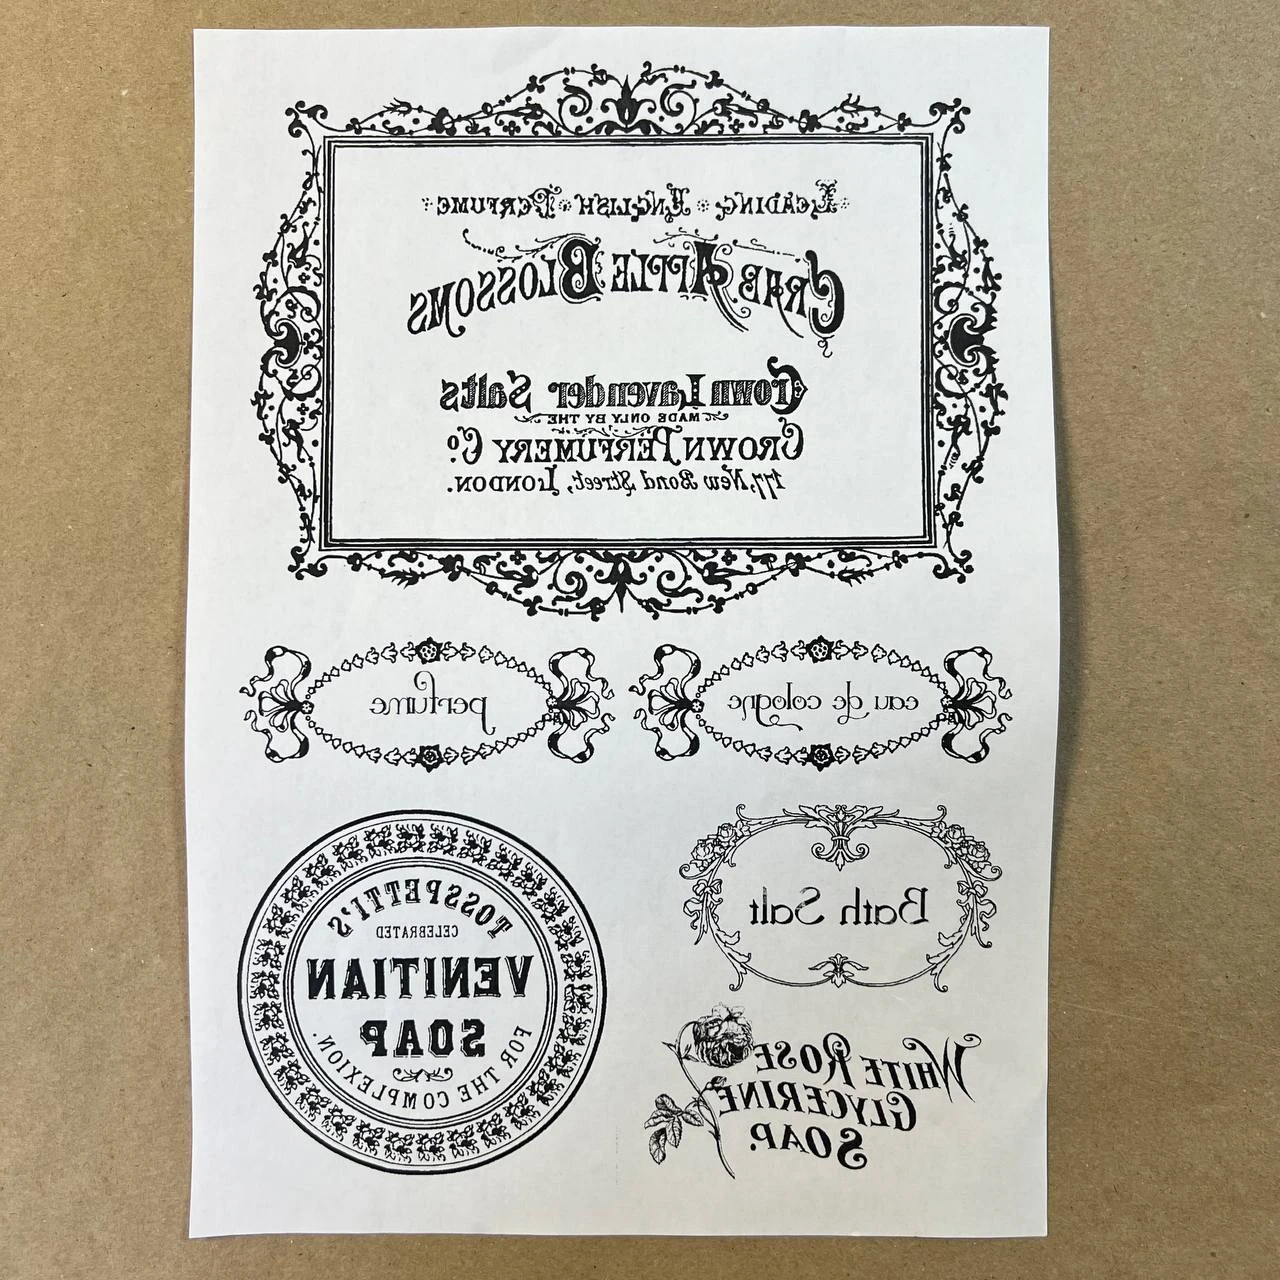 Leading English Perfume
Crab Apple Blossoms
Crown Lavender Salts
MADE ONLY BY THE
Crown Perfumery Co.
177, New Bond Street, London.
perfume
eau de cologne
TOSSPETTI'S
CELEBRATED
VENITIAN
SOAP
FOR THE COMPLEXION.
Bath Salt
White Rose
Glycerine
Soap.